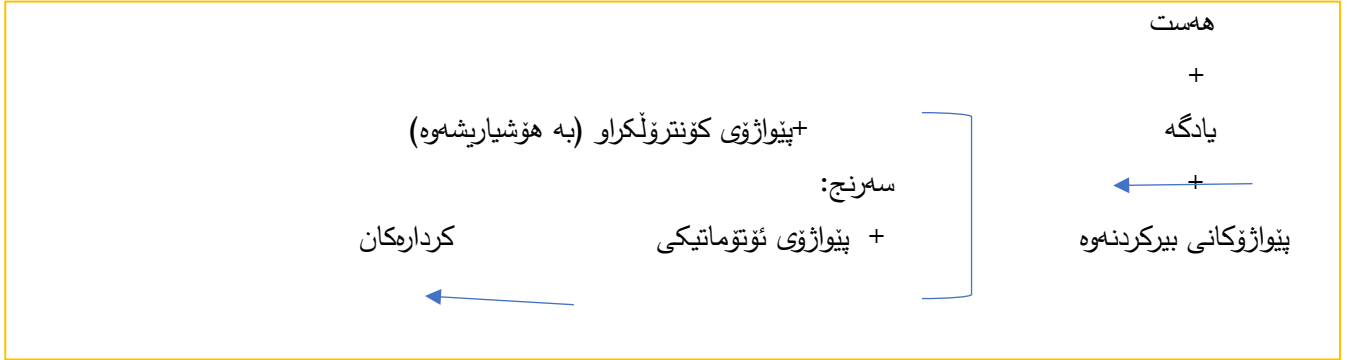 هەست
+
یادگە +پێواژۆی کۆنترۆڵکراو (بە هۆشیاریشەوە)
+ سەرنج:
پێواژۆکانی بیرکردنەوە + پێواژۆی ئۆتۆماتیکی کردارەکان